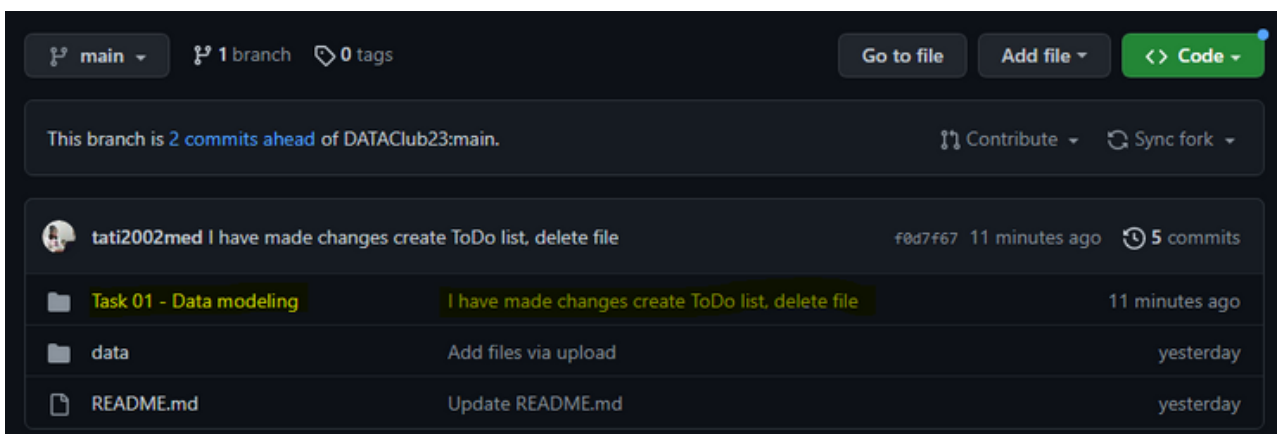 main 1 branch 0 tags Go to file Add file <> Code
This branch is 2 commits ahead of DATAClub23:main. Contribute Sync fork
tati2002med I have made changes create ToDo list, delete file f0d7f67 11 minutes ago 5 commits
Task 01 - Data modeling I have made changes create ToDo list, delete file 11 minutes ago
data Add files via upload yesterday
README.md Update README.md yesterday